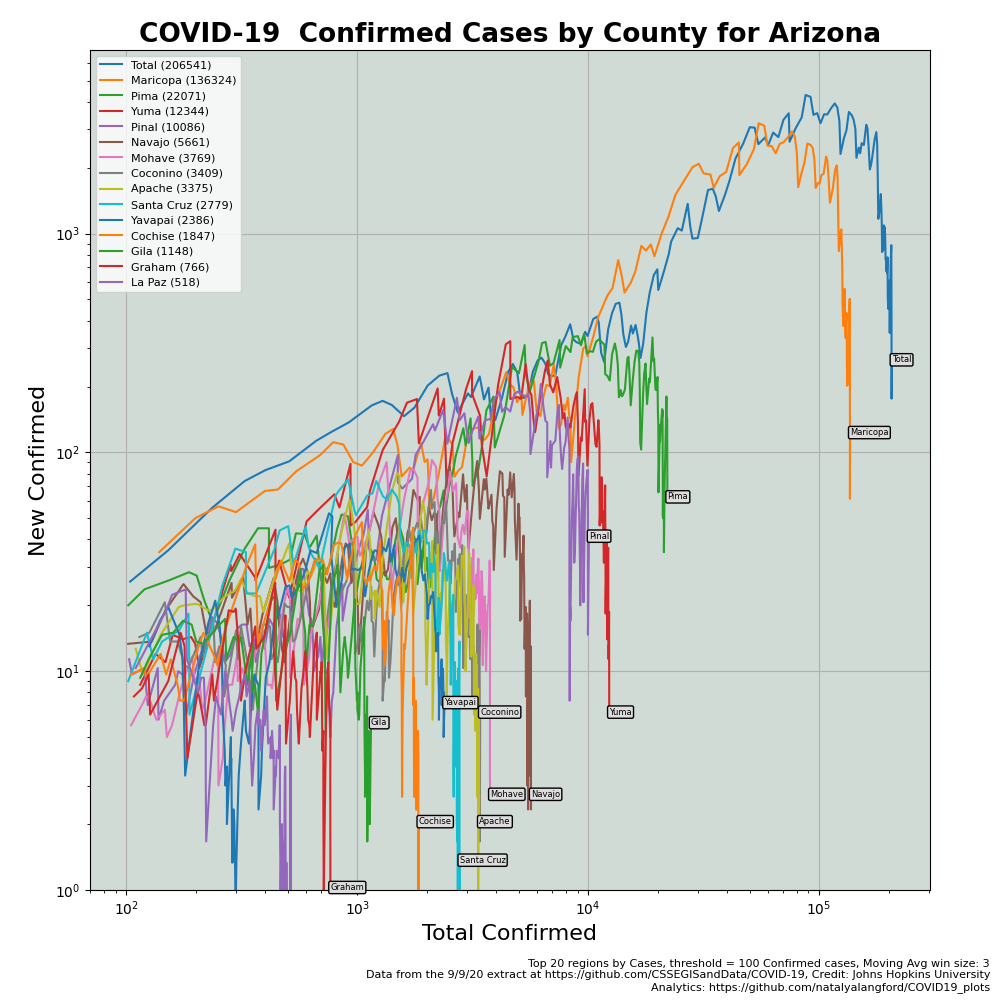 COVID-19  Confirmed Cases by County for Arizona
Total (206541)
Maricopa (136324)
Pima (22071)
Yuma (12344)
Pinal (10086)
Navajo (5661)
Mohave (3769)
Coconino (3409)
Apache (3375)
Santa Cruz (2779)
Yavapai (2386)
Cochise (1847)
Gila (1148)
Graham (766)
La Paz (518)
10³
10²
10¹
10⁰
New Confirmed
Total
Maricopa
Pima
Pinal
Yavapai
Coconino
Yuma
Gila
Mohave
Navajo
Cochise
Apache
Santa Cruz
Graham
10²
10³
10⁴
10⁵
Total Confirmed
Top 20 regions by Cases, threshold = 100 Confirmed cases, Moving Avg win size: 3
Data from the 9/9/20 extract at https://github.com/CSSEGISandData/COVID-19, Credit: Johns Hopkins University
Analytics: https://github.com/natalyalangford/COVID19_plots